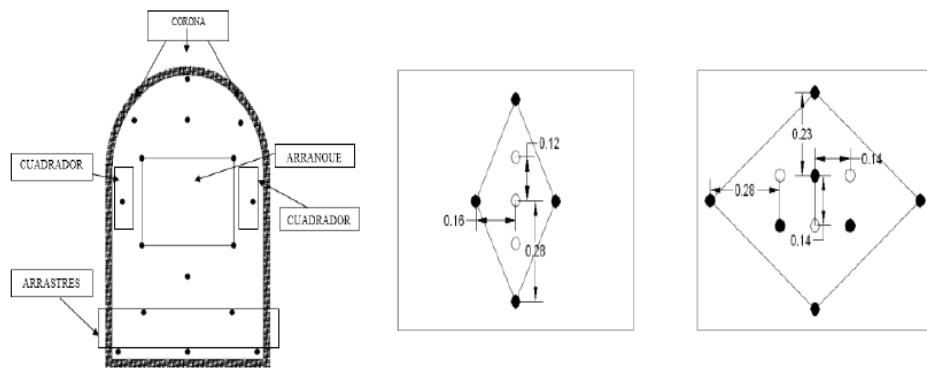 CORONA
CUADRADOR
ARRANQUE
CUADRADOR
ARRASTRES
0.12
0.16
0.28
0.23
0.14
0.28
0.14